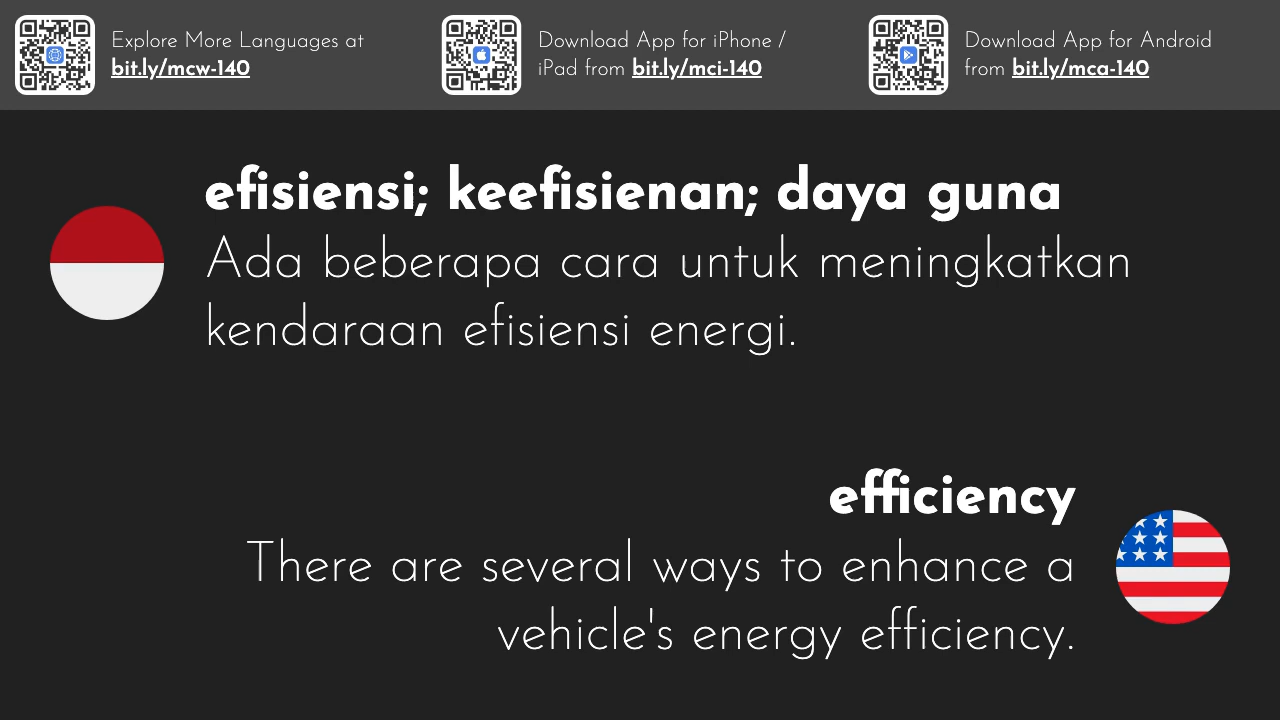 Explore More Languages at
bit.ly/mcw-140
Download App for iPhone /
iPad from bit.ly/mci-140
Download App for Android
from bit.ly/mca-140
efisiensi; keefisienan; daya guna
Ada beberapa cara untuk meningkatkan
kendaraan efisiensi energi.
efficiency
There are several ways to enhance a
vehicle's energy efficiency.